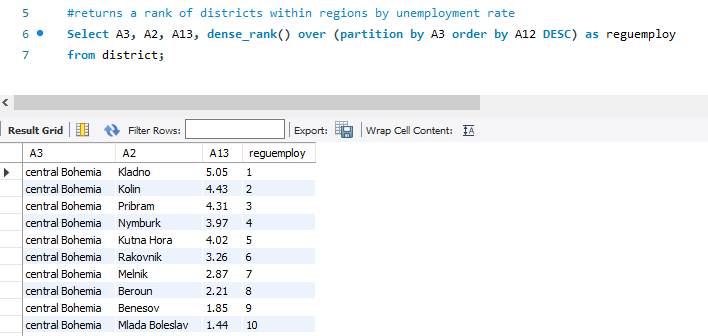 5 #returns a rank of districts within regions by unemployment rate
6 Select A3, A2, A13, dense_rank() over (partition by A3 order by A12 DESC) as reguemploy
7 from district;
Result Grid Filter Rows: Export: Wrap Cell Content:
A3 A2 A13 reguemploy
central Bohemia Kladno 5.05 1
central Bohemia Kolin 4.43 2
central Bohemia Pribram 4.31 3
central Bohemia Nymburk 3.97 4
central Bohemia Kutna Hora 4.02 5
central Bohemia Rakovnik 3.26 6
central Bohemia Melnik 2.87 7
central Bohemia Beroun 2.21 8
central Bohemia Benesov 1.85 9
central Bohemia Mlada Boleslav 1.44 10